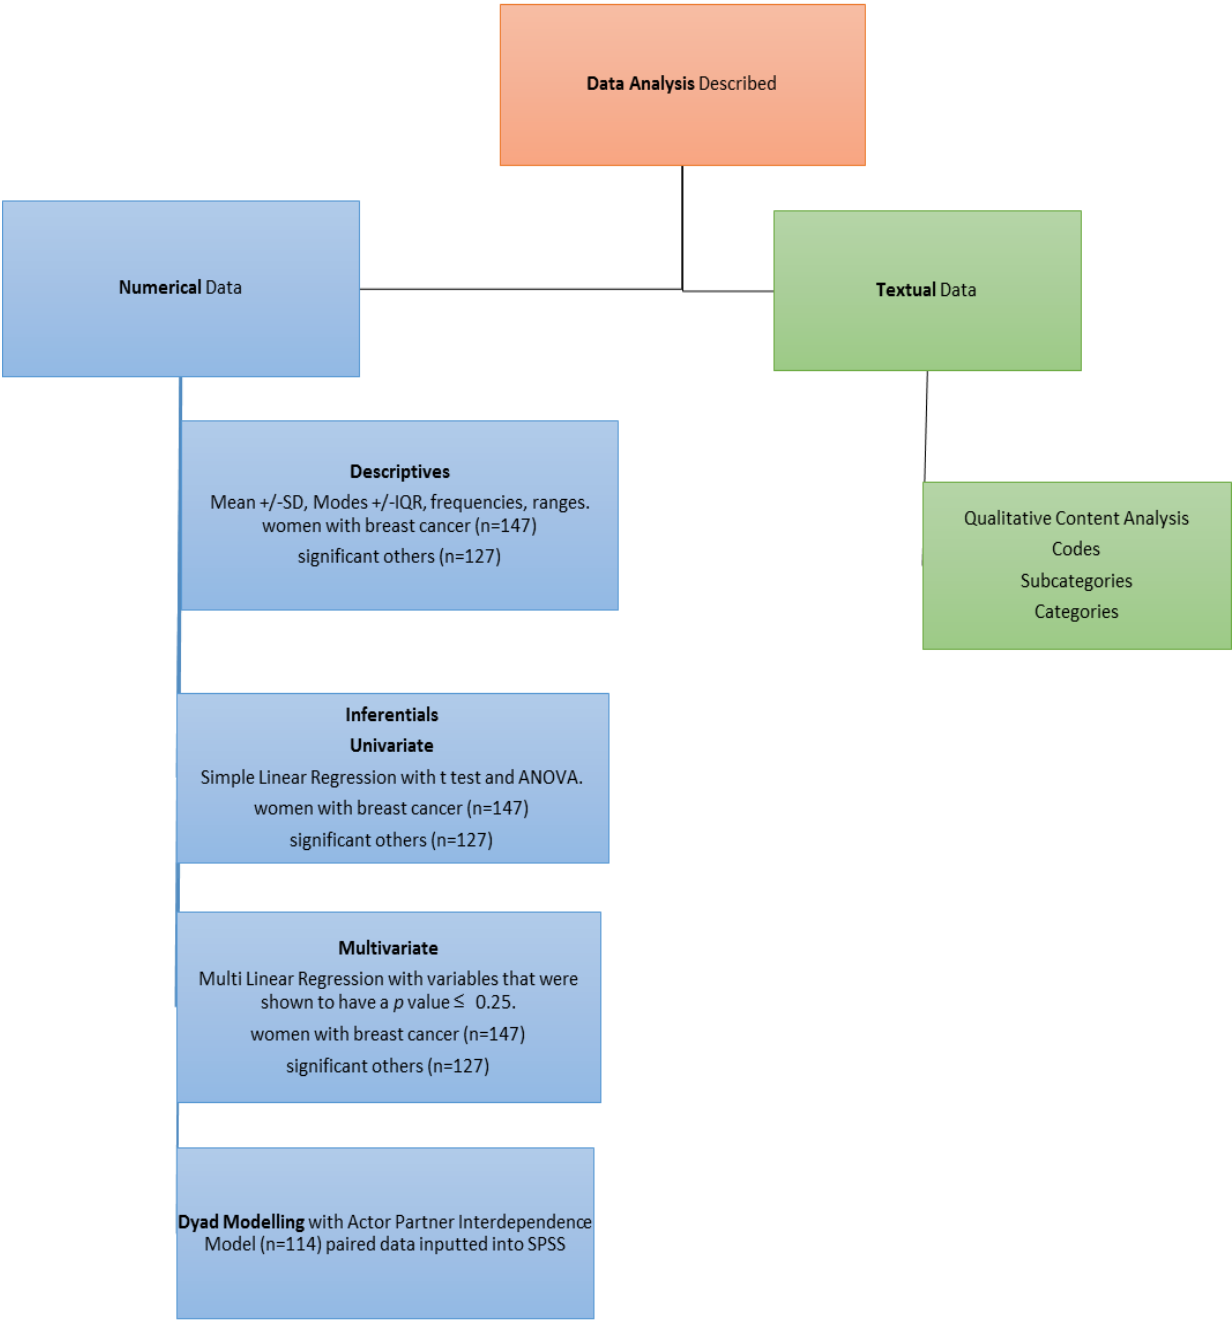 Data Analysis Described
Numerical Data
Textual Data
Descriptives
Mean +/-SD, Modes +/-IQR, frequencies, ranges.
women with breast cancer (n=147)
significant others (n=127)
Qualitative Content Analysis
Codes
Subcategories
Categories
Inferentials
Univariate
Simple Linear Regression with t test and ANOVA.
women with breast cancer (n=147)
significant others (n=127)
Multivariate
Multi Linear Regression with variables that were
shown to have a p value ≤ 0.25.
women with breast cancer (n=147)
significant others (n=127)
Dyad Modelling with Actor Partner Interdependence
Model (n=114) paired data inputted into SPSS